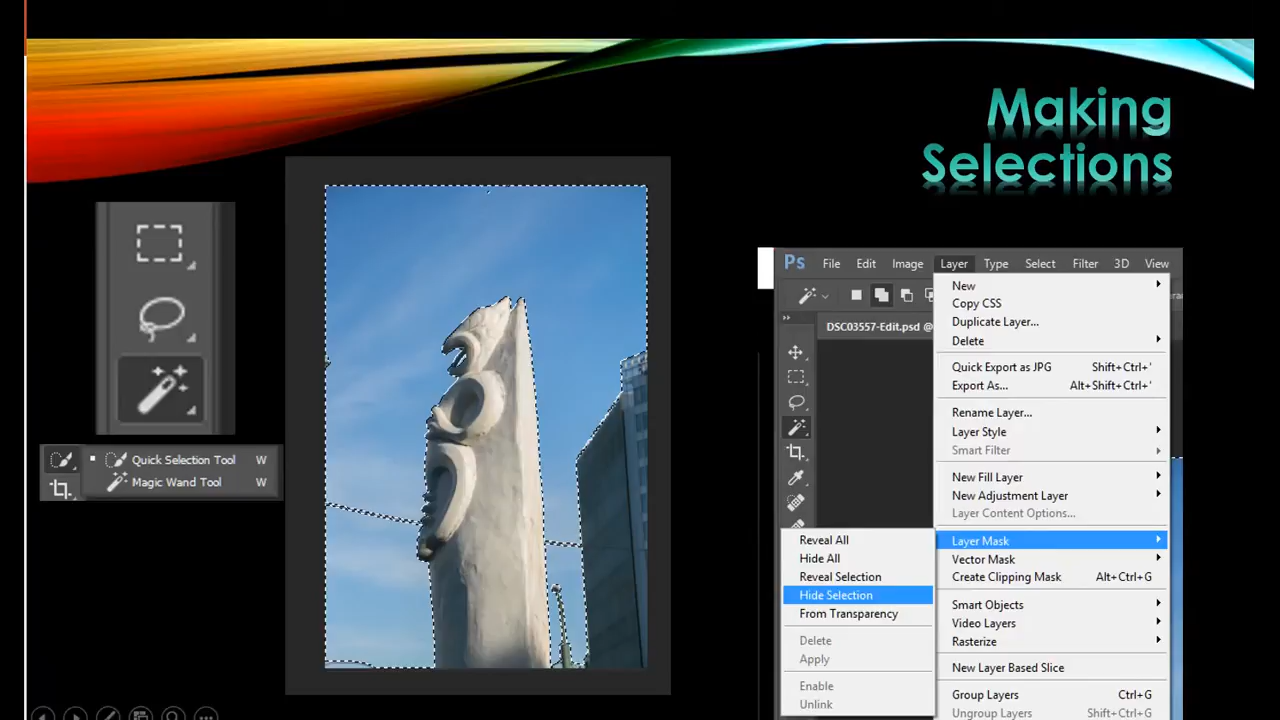 Making
Selections
Quick Selection Tool W
Magic Wand Tool W
Ps File Edit Image Layer Type Select Filter 3D View
DSC03557-Edit.psd @
New
Copy CSS
Duplicate Layer...
Delete
Quick Export as JPG Shift+Ctrl+'
Export As... Alt+Shift+Ctrl+'
Rename Layer...
Layer Style
Smart Filter
New Fill Layer
New Adjustment Layer
Layer Content Options...
Layer Mask
Vector Mask
Create Clipping Mask Alt+Ctrl+G
Smart Objects
Video Layers
Rasterize
New Layer Based Slice
Group Layers Ctrl+G
Ungroup Layers Shift+Ctrl+G
Reveal All
Hide All
Reveal Selection
Hide Selection
From Transparency
Delete
Apply
Enable
Unlink